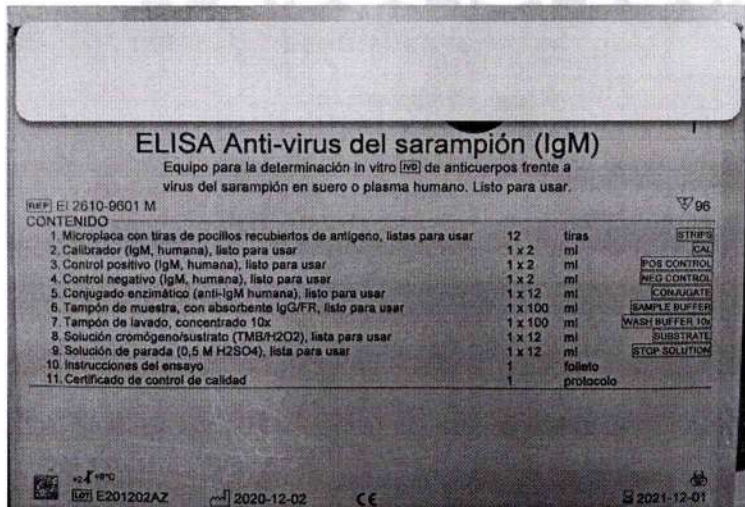 ELISA Anti-virus del sarampión (IgM)
Equipo para la determinación in vitro IVD de anticuerpos frente a
virus del sarampión en suero o plasma humano. Listo para usar.
REF EI 2610-9601 M 96
CONTENIDO
1. Microplaca con tiras de pocillos recubiertos de antígeno, listas para usar 12 tiras STRIPS
2. Calibrador (IgM, humana), listo para usar 1 x 2 ml CAL
3. Control positivo (IgM, humana), listo para usar 1 x 2 ml POS CONTROL
4. Control negativo (IgM, humana), listo para usar 1 x 2 ml NEG CONTROL
5. Conjugado enzimático (anti-IgM humana), listo para usar 1 x 12 ml CONJUGATE
6. Tampón de muestra, con absorbente IgG/FR, listo para usar 1 x 100 ml SAMPLE BUFFER
7. Tampón de lavado, concentrado 10x 1 x 100 ml WASH BUFFER 10x
8. Solución cromógeno/sustrato (TMB/H2O2), lista para usar 1 x 12 ml SUBSTRATE
9. Solución de parada (0,5 M H2SO4), lista para usar 1 x 12 ml STOP SOLUTION
10. Instrucciones del ensayo 1 folleto
11. Certificado de control de calidad 1 protocolo
+2 +8°C
LOT E201202AZ 2020-12-02 CE 2021-12-01